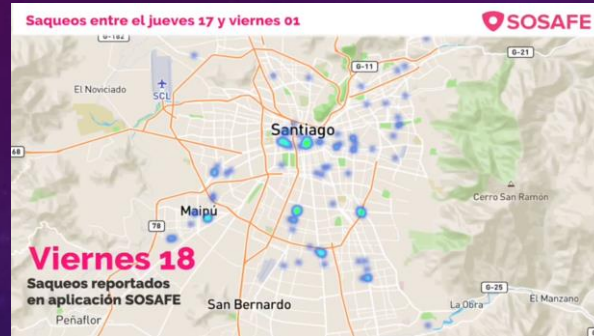 Saqueos entre el jueves 17 y viernes 01
SOSAFE
G-182
G-21
G-11
El Noviciado
SCL
Santiago
68
Cerro San Ramón
Maipú
78
Viernes 18
Saqueos reportados
en aplicación SOSAFE
G-25
San Bernardo
La Obra
El Manzano
Peñaflor